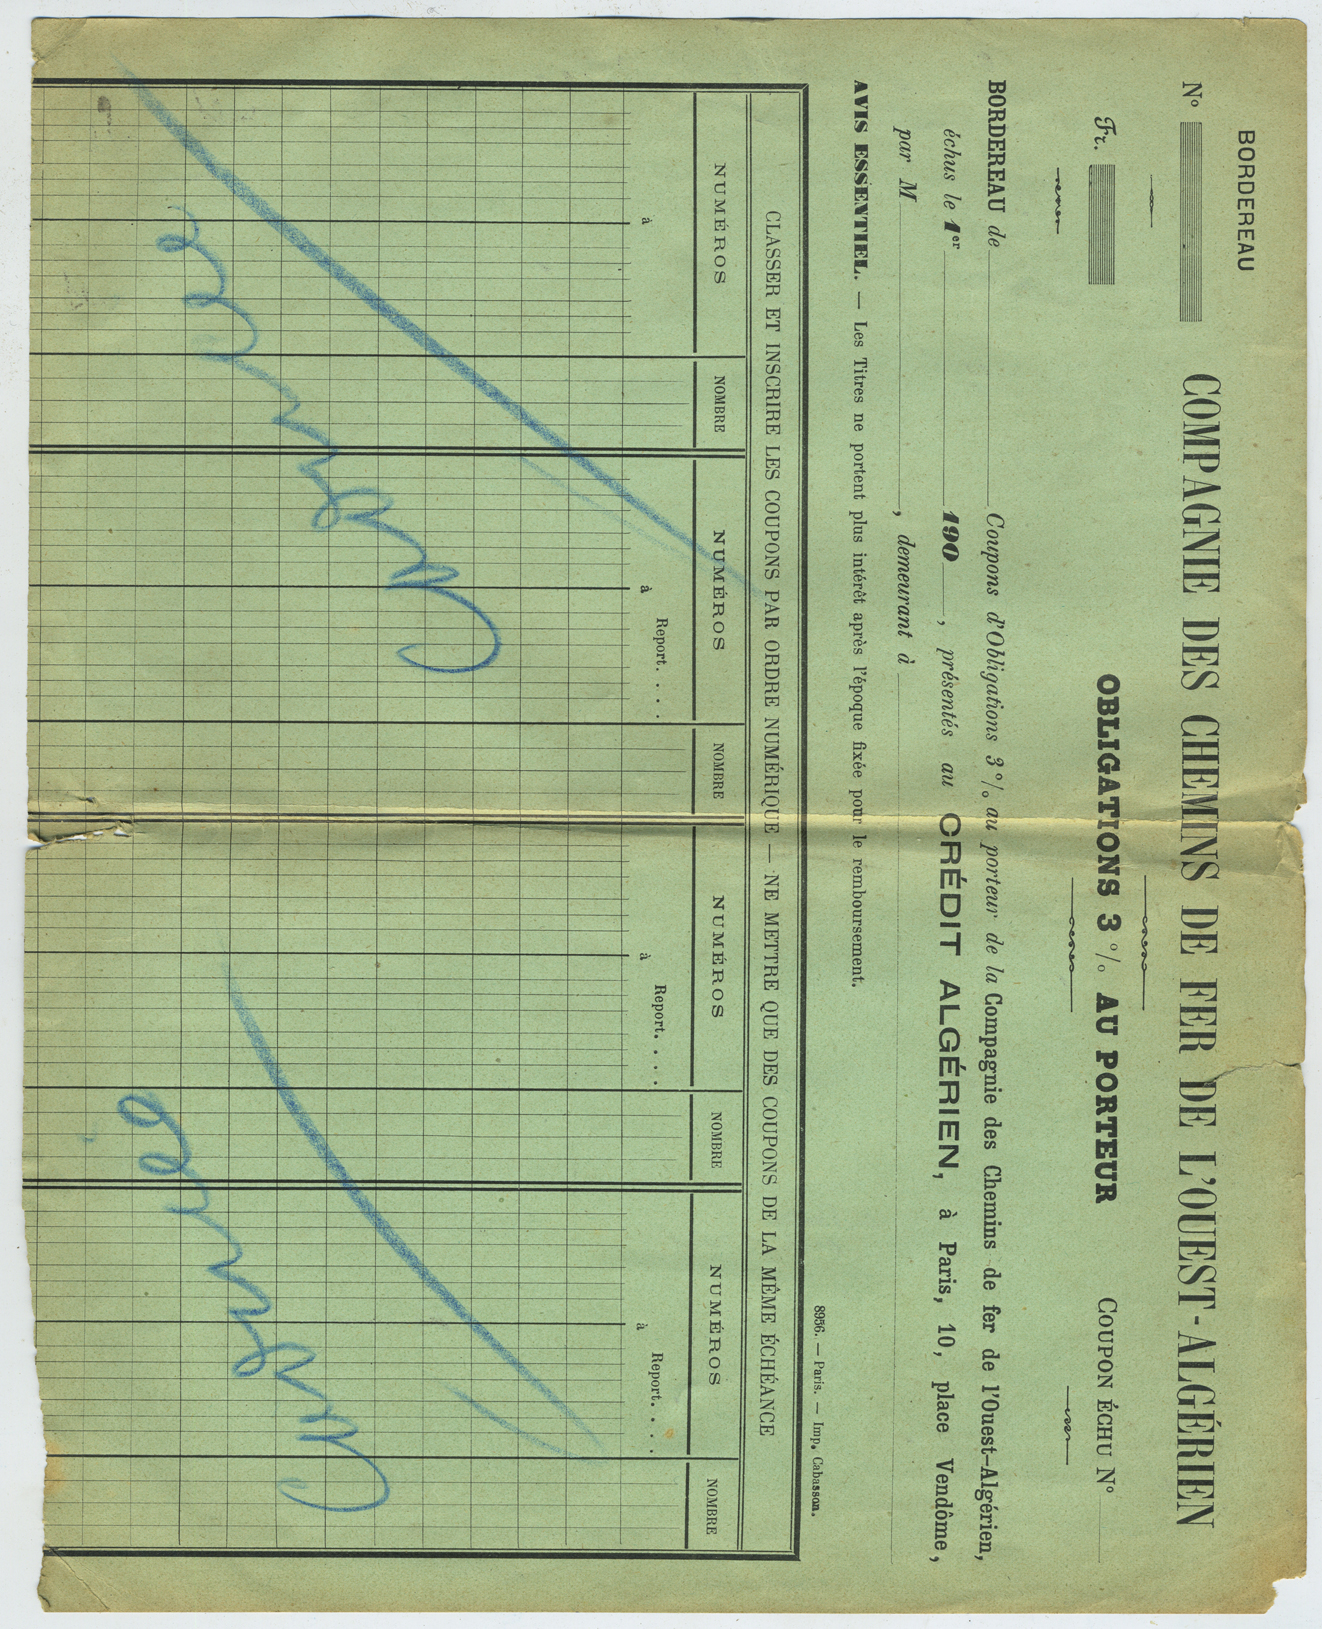 BORDEREAU
Nº
COMPAGNIE DES CHEMINS DE FER DE L'OUEST-ALGÉRIEN
Fr.
OBLIGATIONS 3 % AU PORTEUR
COUPON ÉCHU Nº
BORDEREAU de Coupons d'Obligations 3 % au porteur de la Compagnie des Chemins de fer de l'Ouest-Algérien,
échus le 1er 190 , présentés au CRÉDIT ALGÉRIEN, à Paris, 10, place Vendôme,
par M , demeurant à
AVIS ESSENTIEL. — Les Titres ne portent plus intérêt après l'époque fixée pour le remboursement.
8956. — Paris. — Imp. Cabasson.
CLASSER ET INSCRIRE LES COUPONS PAR ORDRE NUMÉRIQUE — NE METTRE QUE DES COUPONS DE LA MÊME ÉCHÉANCE
NUMÉROS NOMBRE NUMÉROS NOMBRE NUMÉROS NOMBRE NUMÉROS NOMBRE
Report. . . Report. . . . Report. . . .
à à à à